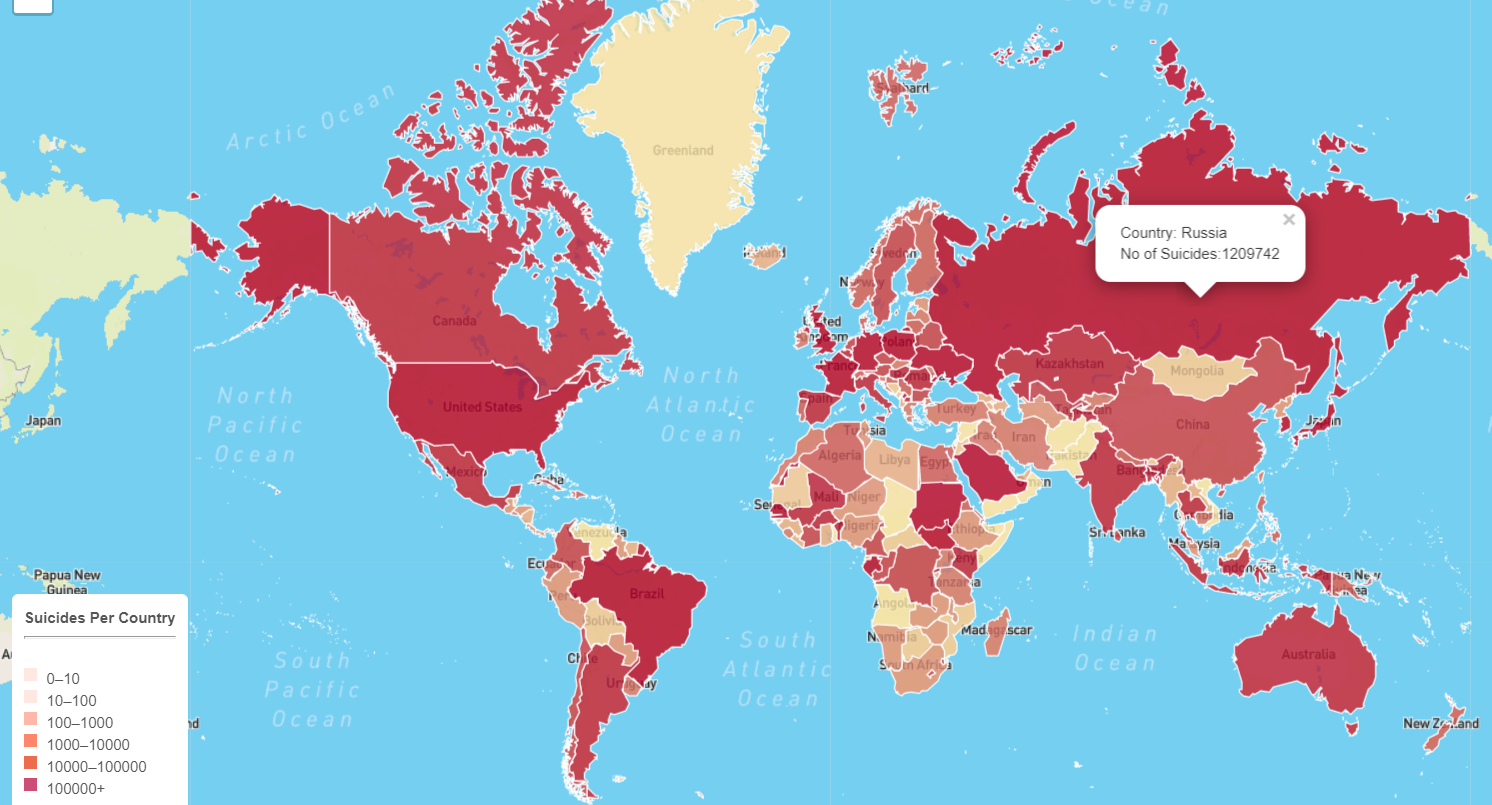 Ocean
Arctic Ocean
Svalbard
Greenland
Iceland
Sweden
Norway
Country: Russia
No of Suicides:1209742
×
Canada
United
Kingdom
Poland
France
Romania
Kazakhstan
Mongolia
North
Pacific
Ocean
North
Atlantic
Ocean
United States
Spain
Turkey
China
Japan
Japan
Tunisia
Iraq
Iran
Pakistan
Algeria
Libya
Egypt
Mexico
Cuba
Oman
Bangladesh
Senegal
Mali
Niger
Nigeria
Ethiopia
Cambodia
Venezuela
Sri Lanka
Malaysia
Ecuador
Kenya
Indonesia
Papua New
Guinea
Papua New
Guinea
Tanzania
Brazil
Peru
Angola
Bolivia
Namibia
Madagascar
South
Atlantic
Ocean
Indian
Ocean
South
Pacific
Ocean
Chile
South Africa
Australia
Uruguay
New Zealand
Suicides Per Country
0–10
10–100
100–1000
1000–10000
10000–100000
100000+